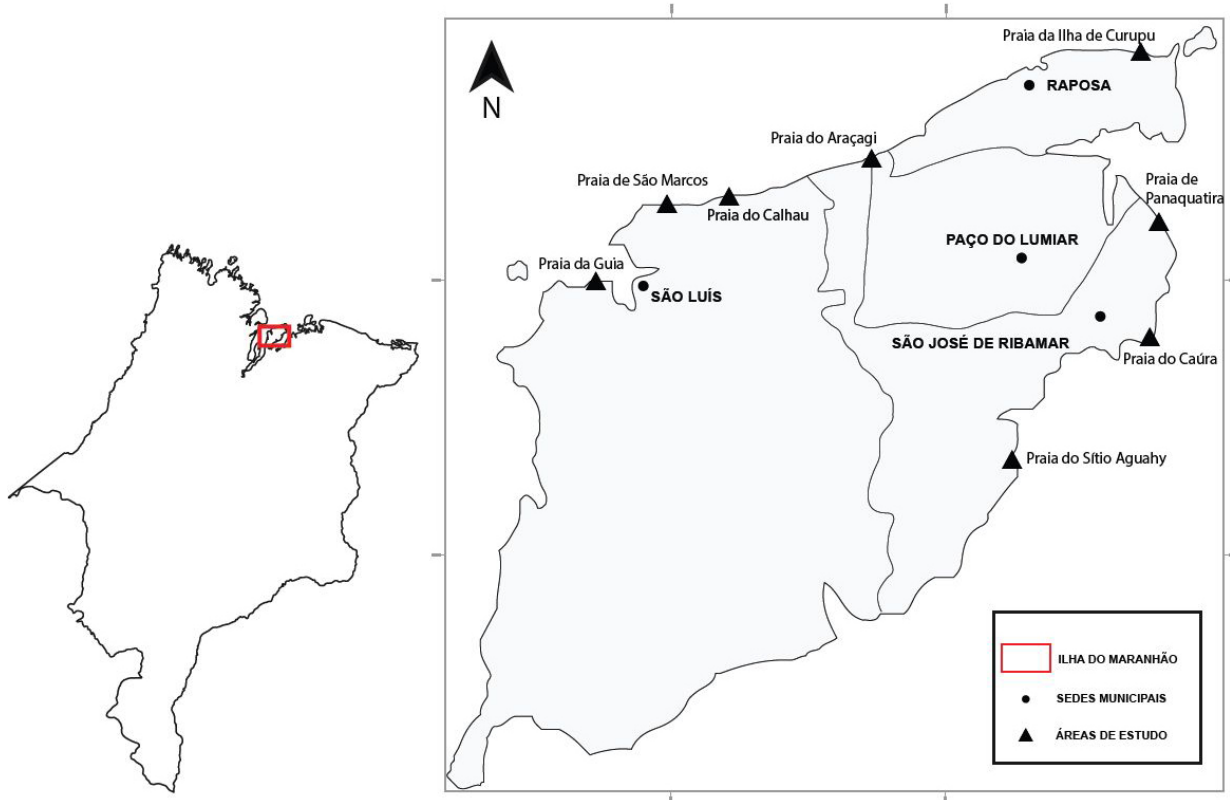 Praia da Ilha de Curupu
RAPOSA
N
Praia do Araçagi
Praia de São Marcos
Praia do Calhau
Praia de
Panaquatira
PAÇO DO LUMIAR
Praia da Guia
SÃO LUÍS
SÃO JOSÉ DE RIBAMAR
Praia do Caúra
Praia do Sítio Aguahy
ILHA DO MARANHÃO
SEDES MUNICIPAIS
ÁREAS DE ESTUDO